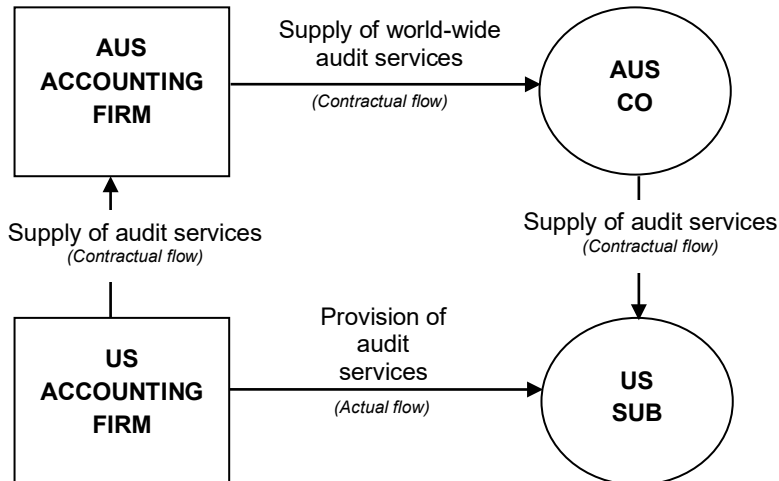 AUS
ACCOUNTING
FIRM
Supply of world-wide
audit services
(Contractual flow)
AUS
CO
Supply of audit services
(Contractual flow)
Supply of audit services
(Contractual flow)
US
ACCOUNTING
FIRM
Provision of
audit
services
(Actual flow)
US
SUB